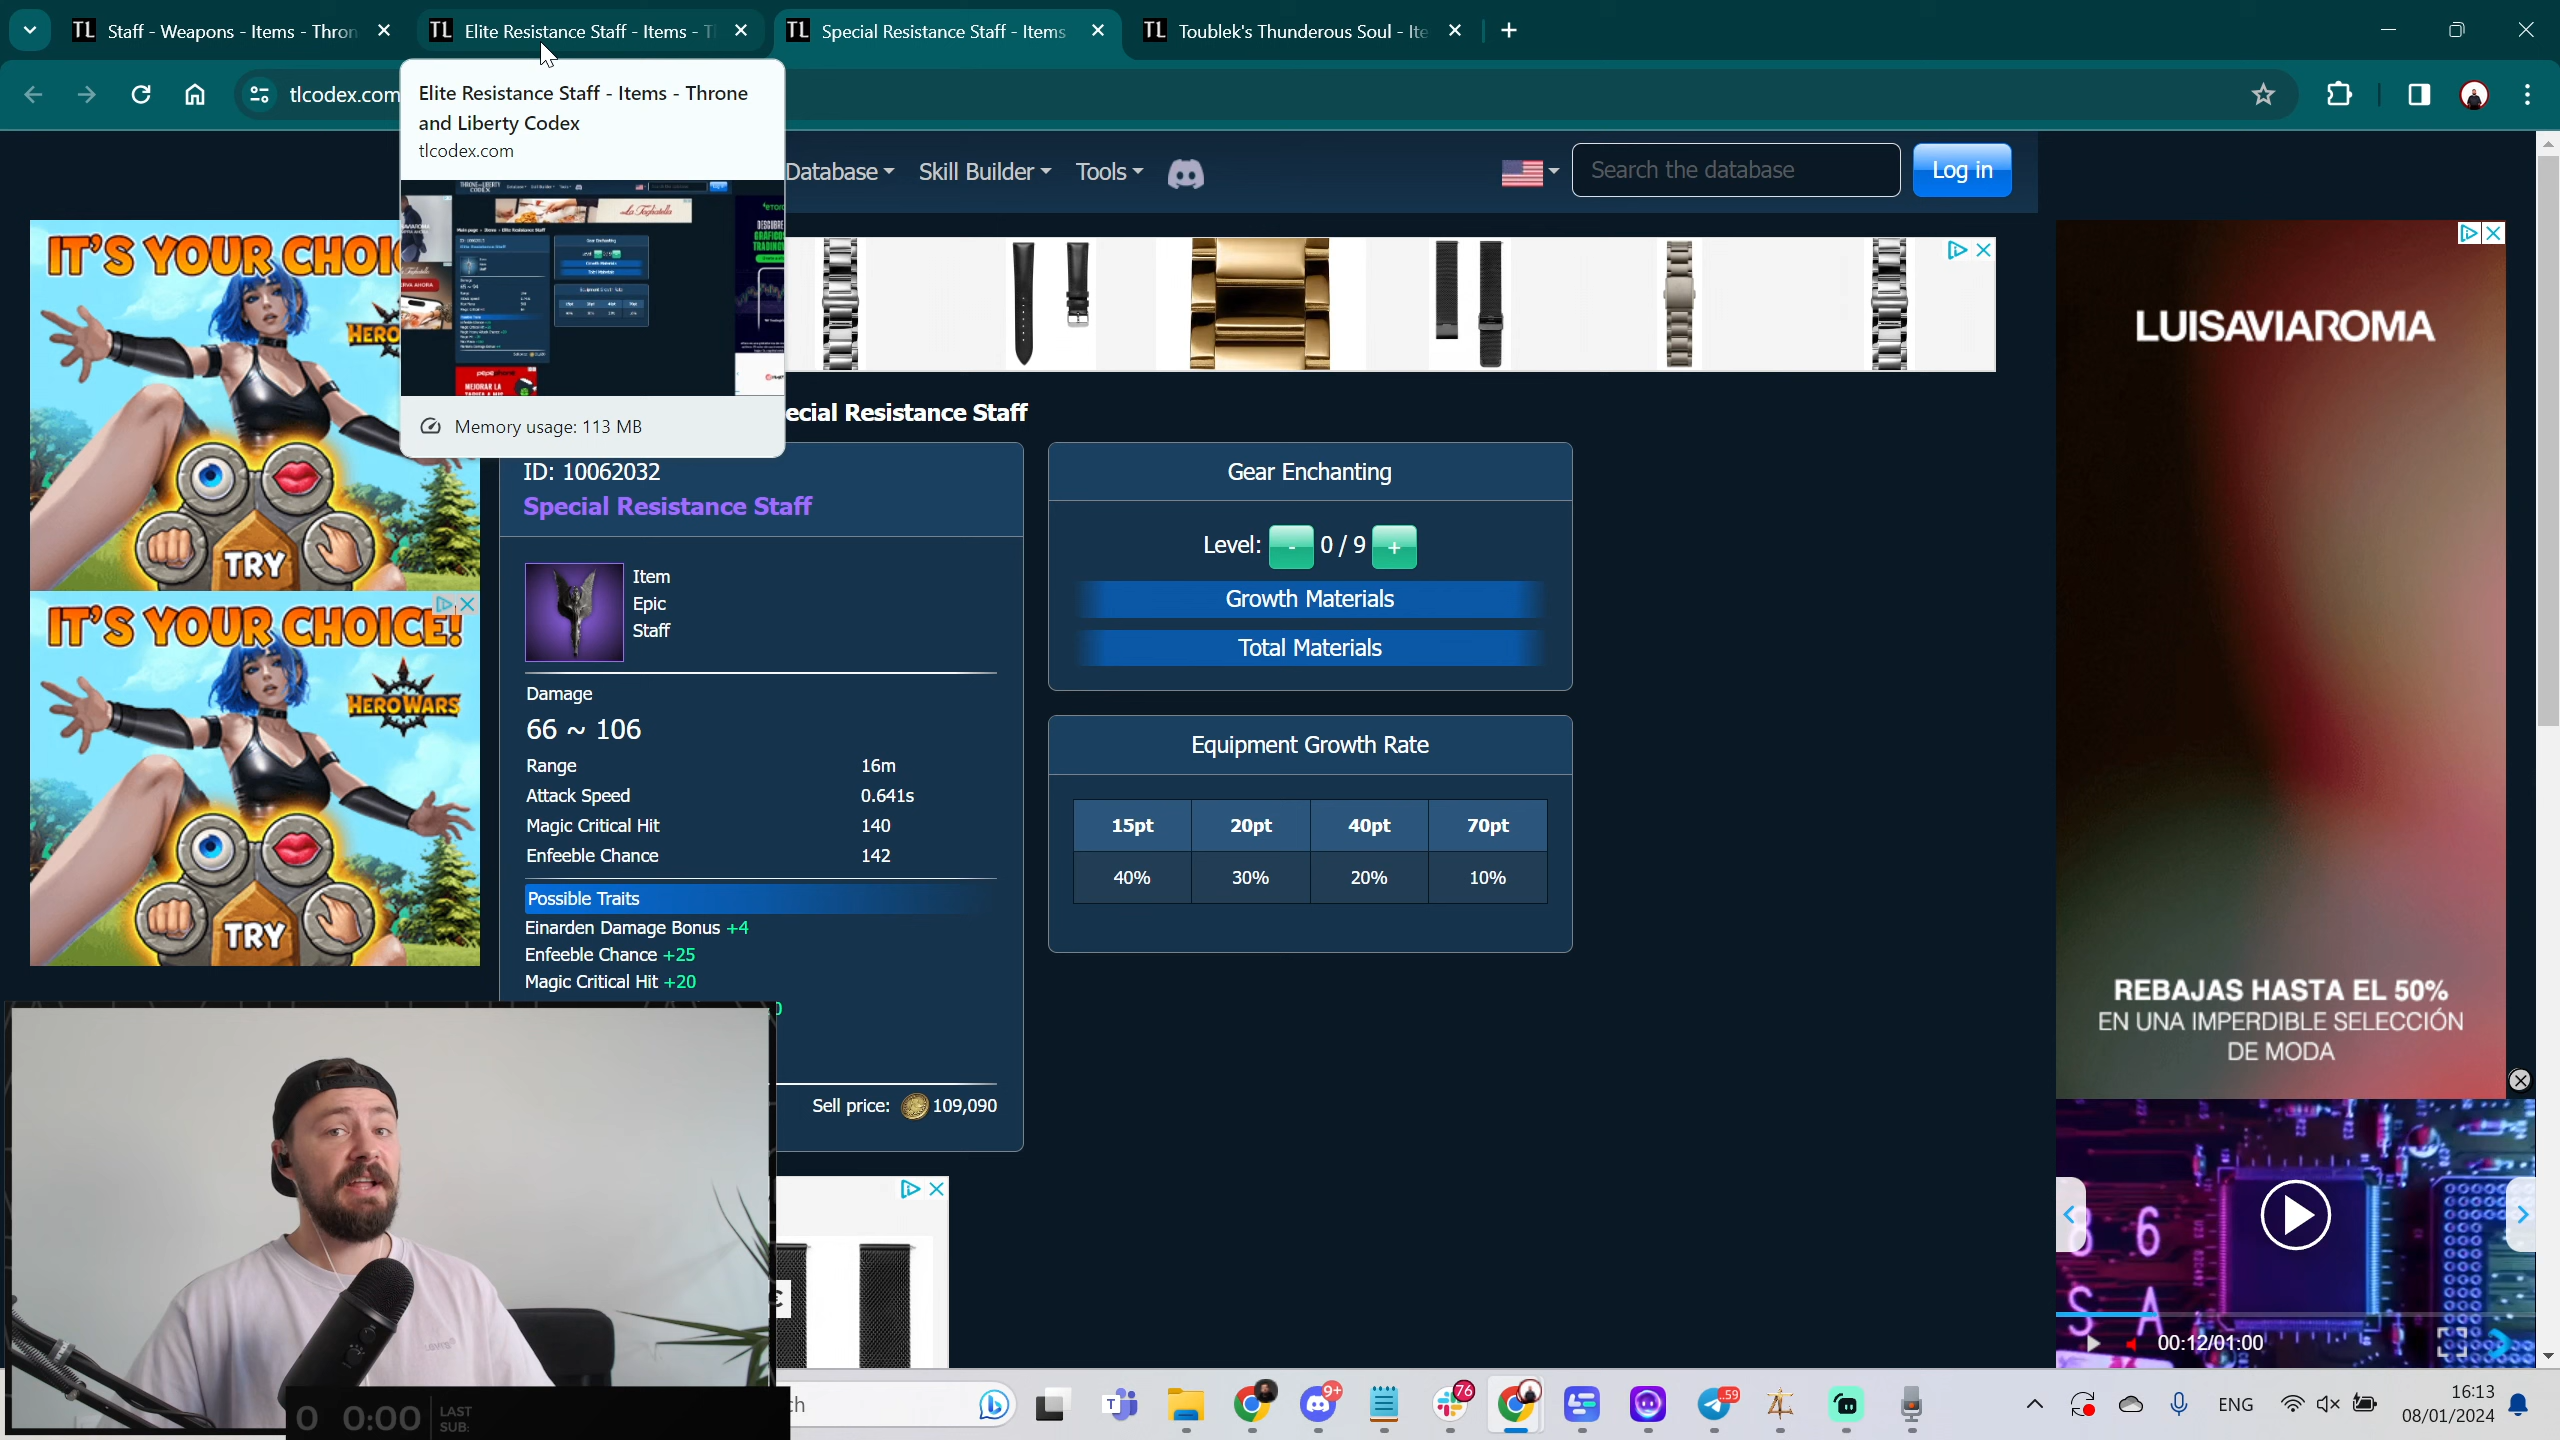 Staff - Weapons - Items - Thron
Elite Resistance Staff - Items - T
Special Resistance Staff - Items
Toublek's Thunderous Soul - Ite
tlcodex.com
Elite Resistance Staff - Items - Throne
and Liberty Codex
tlcodex.com
Memory usage: 113 MB
Database
Skill Builder
Tools
Search the database
Log in
IT'S YOUR CHOI
HERO
TRY
IT'S YOUR CHOICE!
HEROWARS
TRY
ecial Resistance Staff
ID: 10062032
Special Resistance Staff
Item
Epic
Staff
Damage
66 ~ 106
Range 16m
Attack Speed 0.641s
Magic Critical Hit 140
Enfeeble Chance 142
Possible Traits
Einarden Damage Bonus +4
Enfeeble Chance +25
Magic Critical Hit +20
Sell price: 109,090
Gear Enchanting
Level: - 0 / 9 +
Growth Materials
Total Materials
Equipment Growth Rate
15pt 20pt 40pt 70pt
40% 30% 20% 10%
LUISAVIAROMA
REBAJAS HASTA EL 50%
EN UNA IMPERDIBLE SELECCIÓN
DE MODA
00:12/01:00
0 0:00 LAST
SUB:
ch
9+
76
59
ENG
16:13
08/01/2024